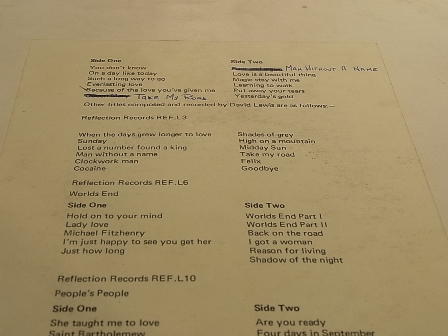 Side One
You don't know
On a day like today
Such a long way to go
Everlasting love
Because of the love you've given me
TAKE MY ROAD
Side Two
MAN WITHOUT A NAME
Love is a beautiful thing
Magic stay with me
Learning to walk
Put away your tears
Yesterday's gold
Other titles composed and recorded by David Lewis are as follows:—
Reflection Records REF.L3
When the days grew longer to love
Sunday
Lost a number found a king
Man without a name
Clockwork man
Cocaine
Shades of grey
High on a mountain
Midday Sun
Take my road
Felix
Goodbye
Reflection Records REF.L6
Worlds End
Side One
Hold on to your mind
Lady love
Michael Fitzhenry
I'm just happy to see you get her
Just how long
Side Two
Worlds End Part I
Worlds End Part II
Back on the road
I got a woman
Reason for living
Shadow of the night
Reflection Records REF.L10
People's People
Side One
She taught me to love
Saint Bartholemew
Side Two
Are you ready
Four days in September